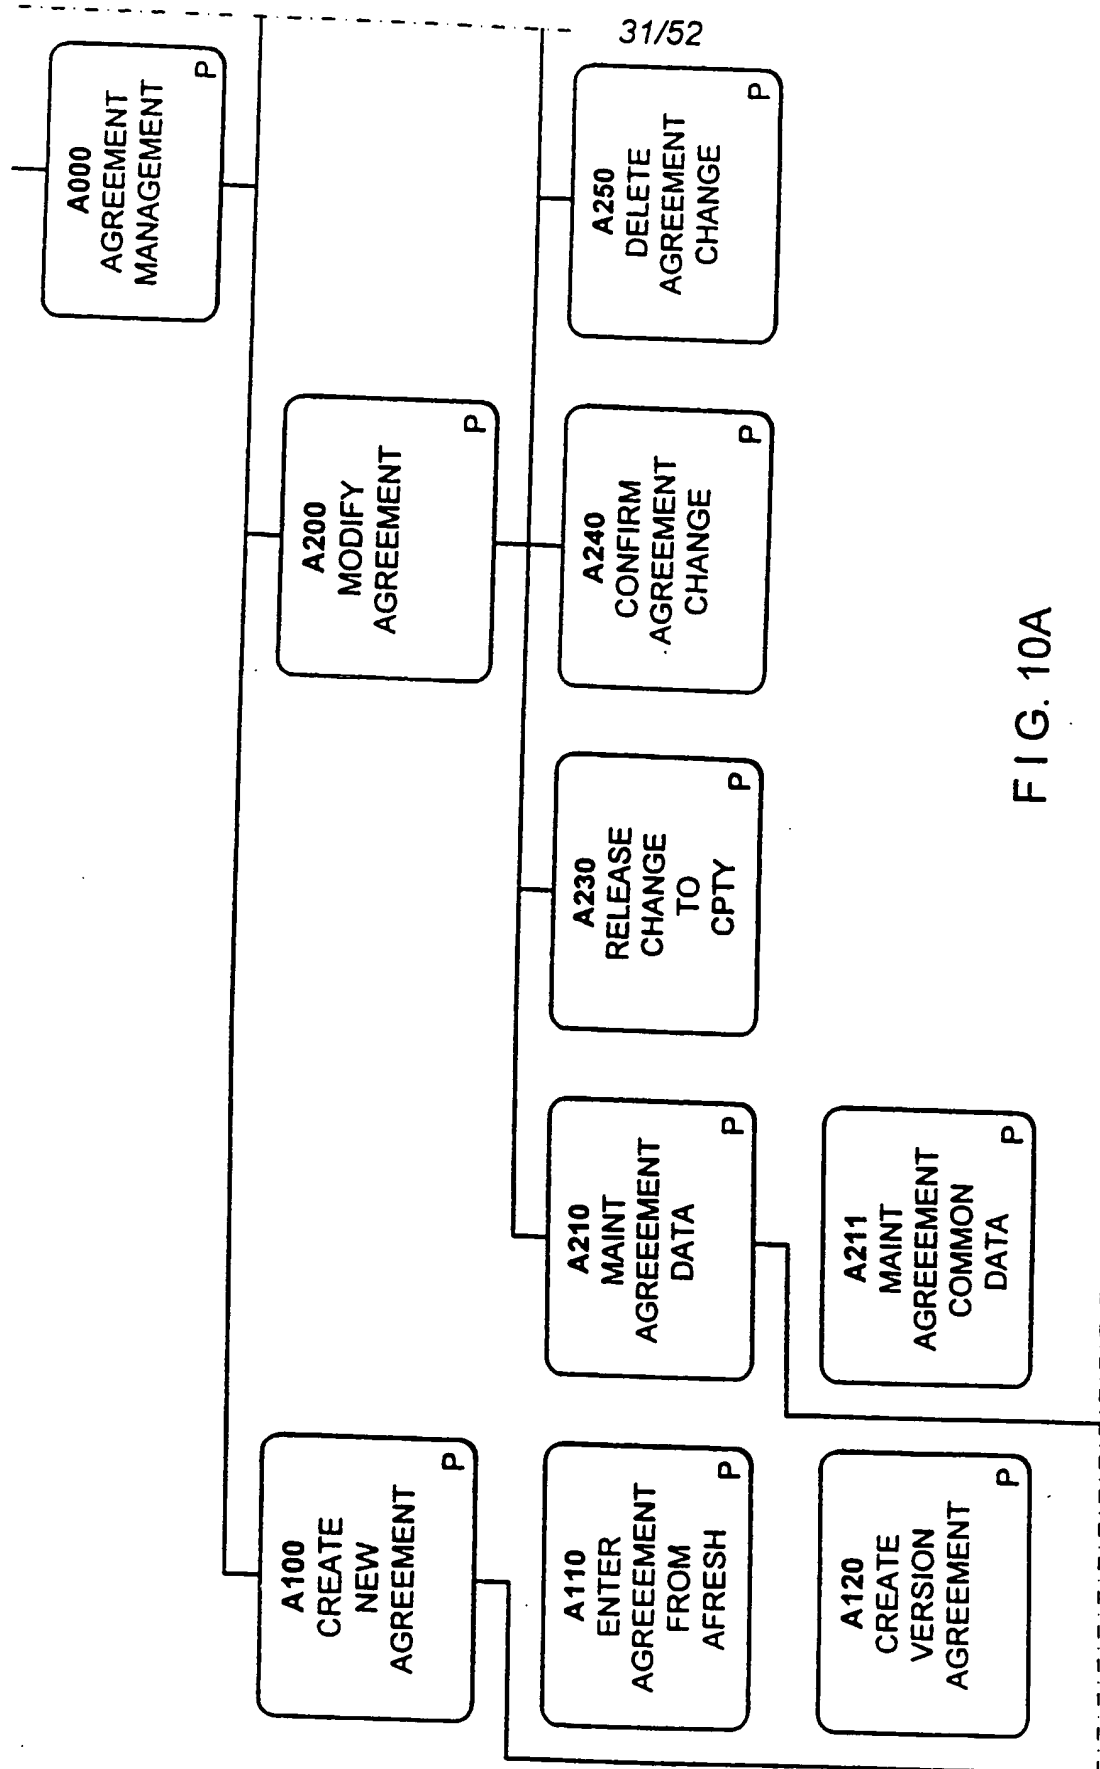 31/52
A000
AGREEMENT
MANAGEMENT
P
A100
CREATE
NEW
AGREEMENT
P
A200
MODIFY
AGREEMENT
P
A110
ENTER
AGREEEMENT
FROM
AFRESH
P
A210
MAINT
AGREEEMENT
DATA
P
A230
RELEASE
CHANGE
TO
CPTY
P
A240
CONFIRM
AGREEMENT
CHANGE
P
A250
DELETE
AGREEMENT
CHANGE
P
A120
CREATE
VERSION
AGREEMENT
P
A211
MAINT
AGREEEMENT
COMMON
DATA
P
FIG. 10A